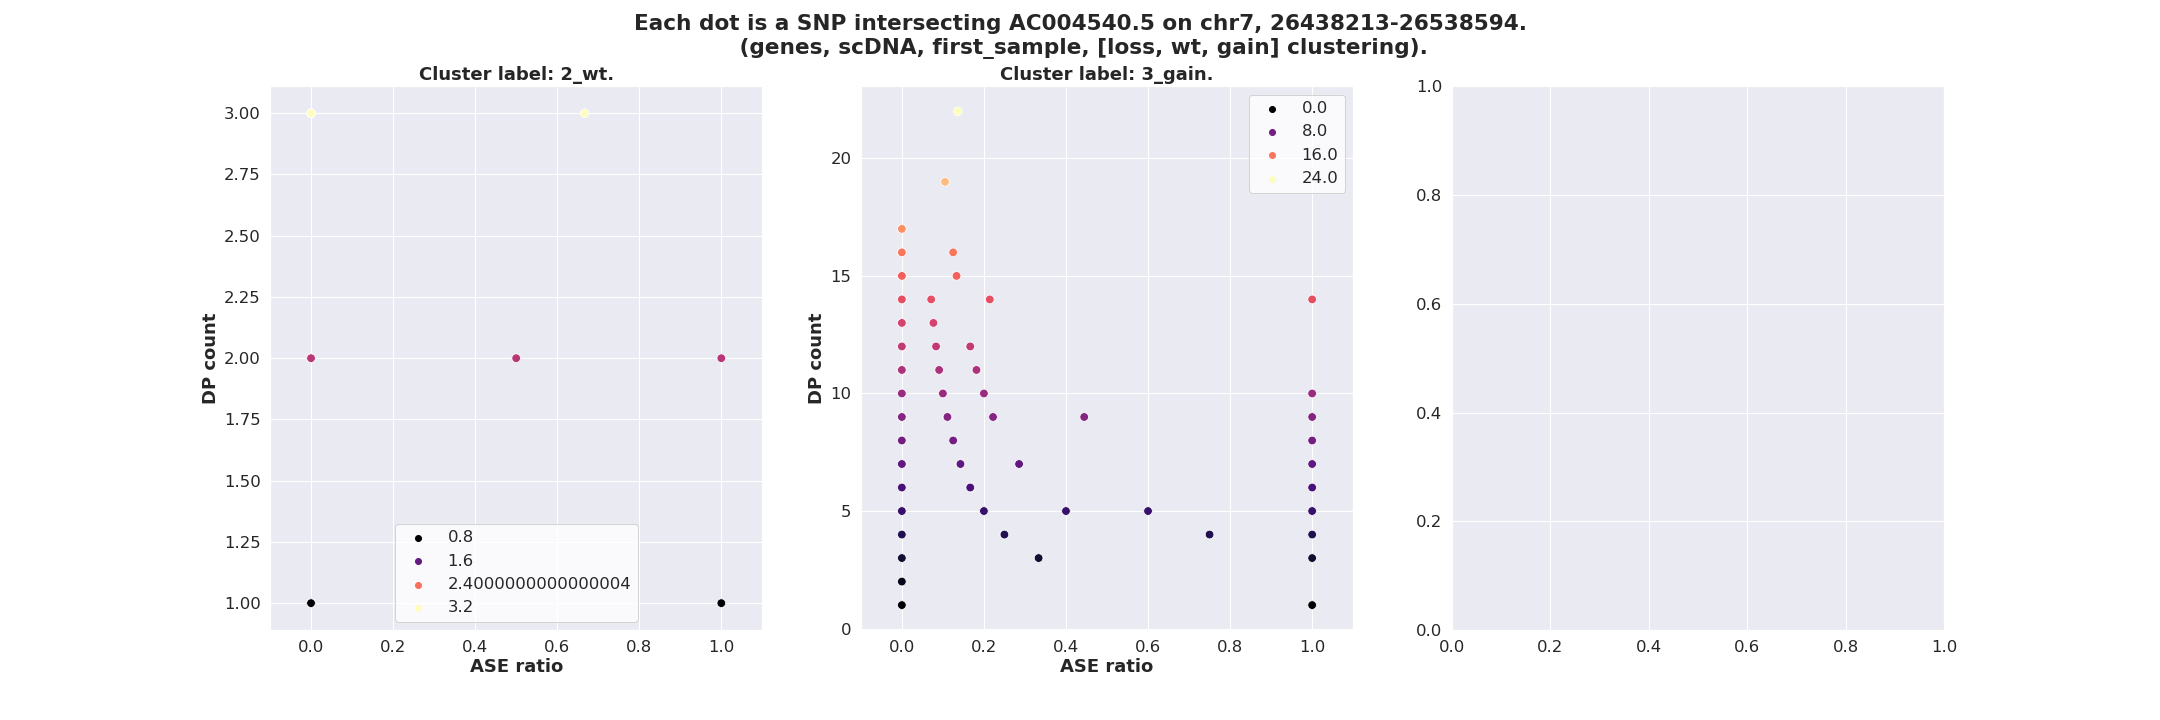 Each dot is a SNP intersecting AC004540.5 on chr7, 26438213-26538594.
(genes, scDNA, first_sample, [loss, wt, gain] clustering).
Cluster label: 2_wt.
DP count
3.00
2.75
2.50
2.25
2.00
1.75
1.50
1.25
1.00
0.8
1.6
2.4000000000000004
3.2
0.0 0.2 0.4 0.6 0.8 1.0
ASE ratio
Cluster label: 3_gain.
DP count
20
15
10
5
0
0.0
8.0
16.0
24.0
0.0 0.2 0.4 0.6 0.8 1.0
ASE ratio
1.0
0.8
0.6
0.4
0.2
0.0
0.0 0.2 0.4 0.6 0.8 1.0